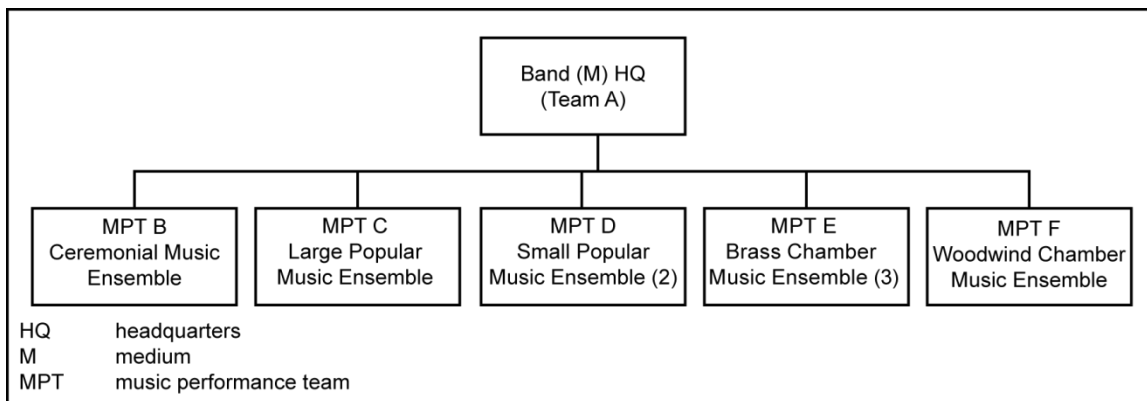 Band (M) HQ
(Team A)
MPT B
Ceremonial Music
Ensemble
MPT C
Large Popular
Music Ensemble
MPT D
Small Popular
Music Ensemble (2)
MPT E
Brass Chamber
Music Ensemble (3)
MPT F
Woodwind Chamber
Music Ensemble
HQ headquarters
M medium
MPT music performance team